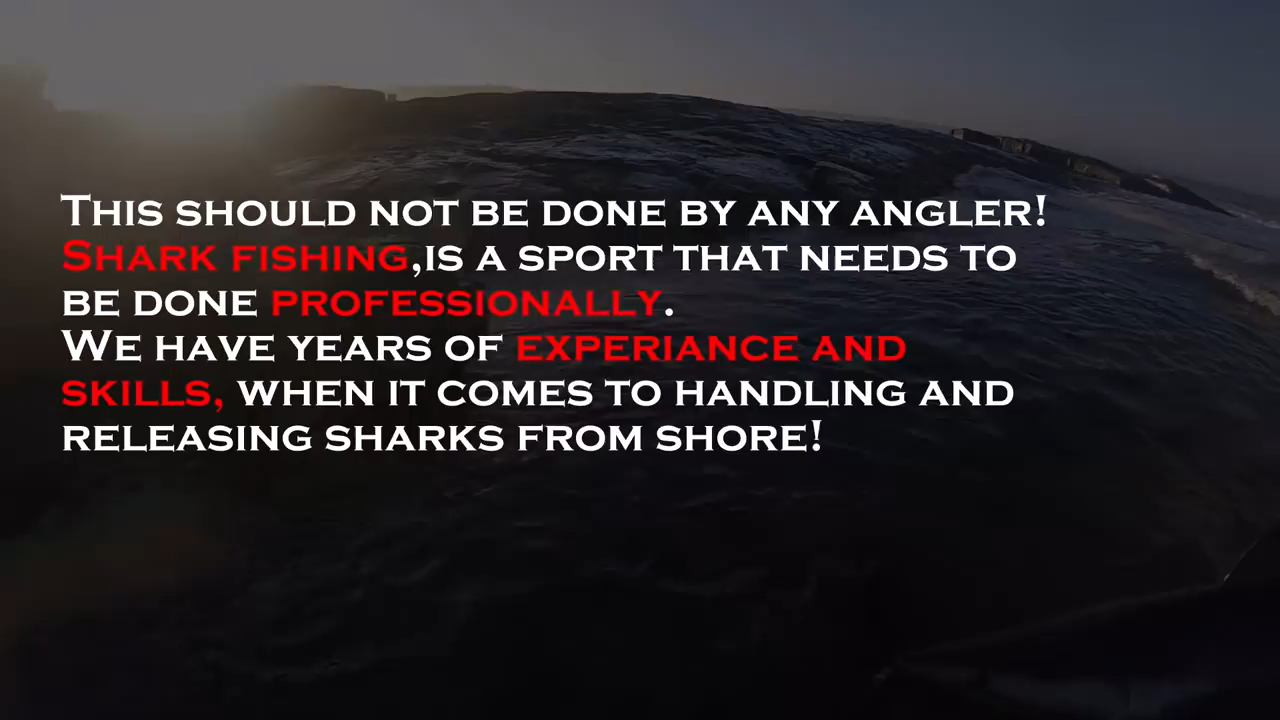 This should not be done by any angler!
Shark fishing,is a sport that needs to
be done professionally.
We have years of experiance and
skills, when it comes to handling and
releasing sharks from shore!